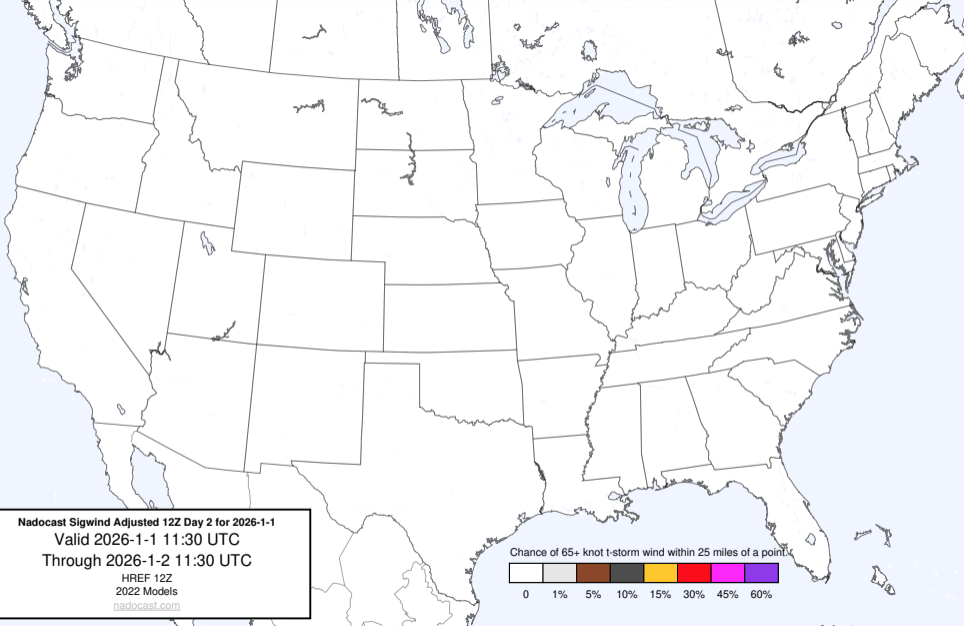 Nadocast Sigwind Adjusted 12Z Day 2 for 2026-1-1
Valid 2026-1-1 11:30 UTC
Through 2026-1-2 11:30 UTC
HREF 12Z
2022 Models
nadocast.com
Chance of 65+ knot t-storm wind within 25 miles of a point.
0 1% 5% 10% 15% 30% 45% 60%